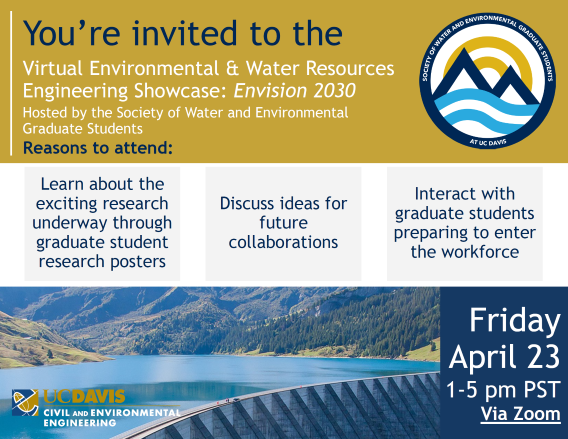 You're invited to the
Virtual Environmental & Water Resources
Engineering Showcase: Envision 2030
Hosted by the Society of Water and Environmental
Graduate Students
Reasons to attend:
SOCIETY OF WATER AND ENVIRONMENTAL GRADUATE STUDENTS
AT UC DAVIS
Learn about the
exciting research
underway through
graduate student
research posters
Discuss ideas for
future
collaborations
Interact with
graduate students
preparing to enter
the workforce
Friday
April 23
1-5 pm PST
Via Zoom
UCDAVIS
CIVIL AND ENVIRONMENTAL
ENGINEERING